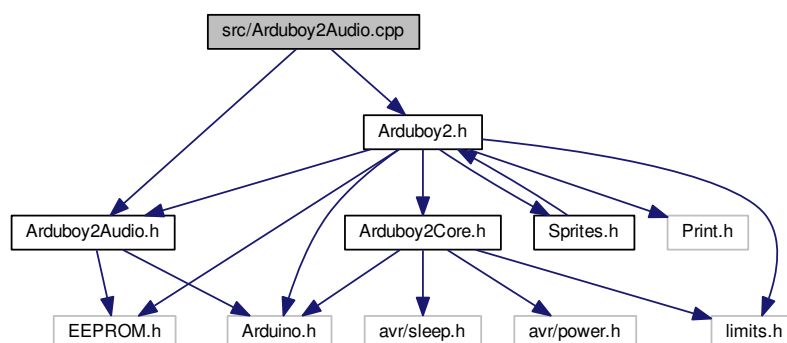 src/Arduboy2Audio.cpp
Arduboy2.h
Arduboy2Audio.h
Arduboy2Core.h
Sprites.h
Print.h
EEPROM.h
Arduino.h
avr/sleep.h
avr/power.h
limits.h